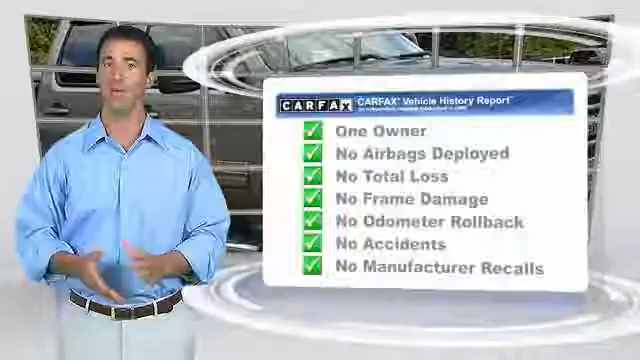 CARFAX CARFAX Vehicle History Report™
One Owner
No Airbags Deployed
No Total Loss
No Frame Damage
No Odometer Rollback
No Accidents
No Manufacturer Recalls